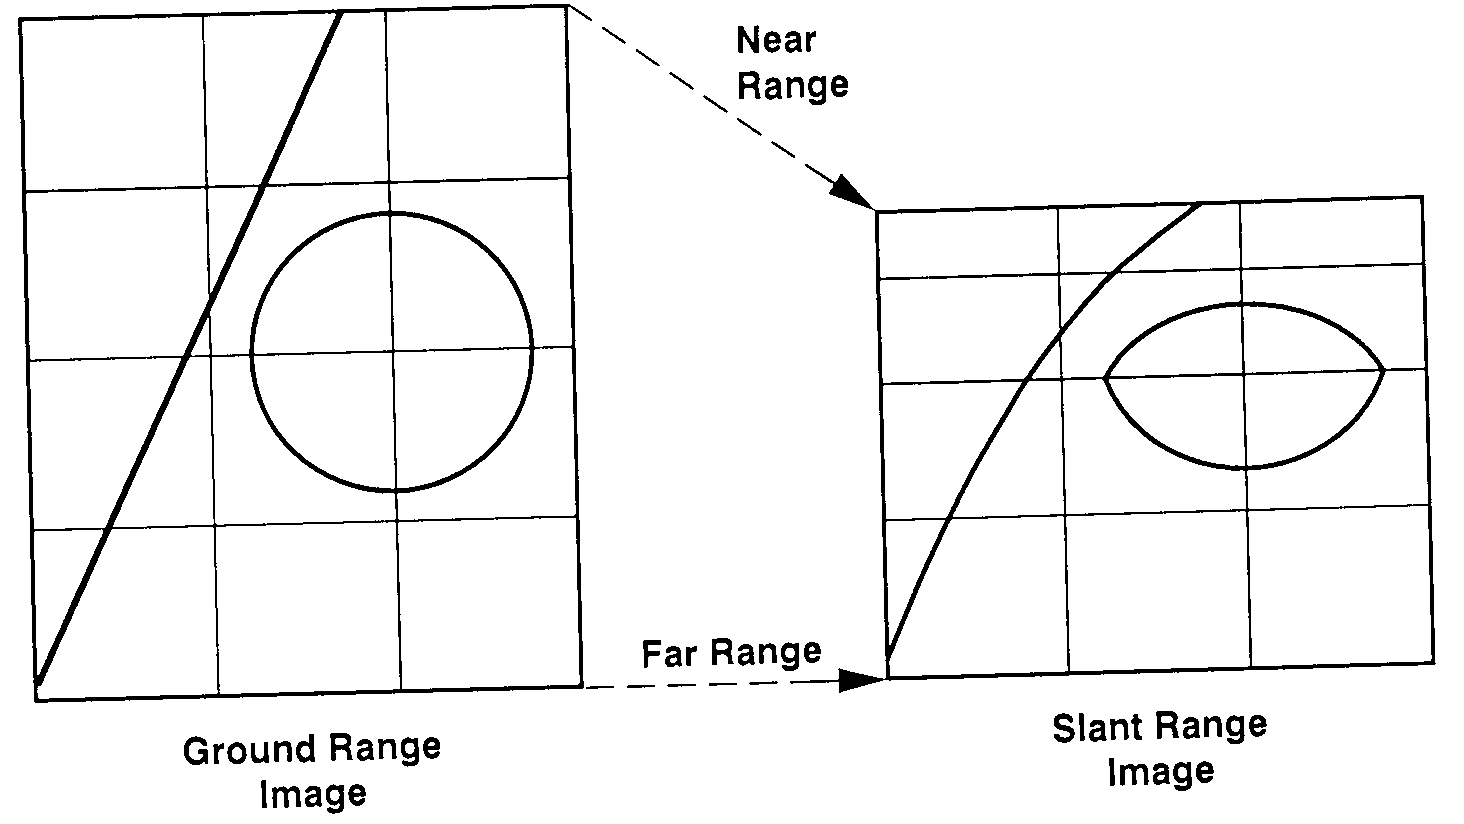 Near
Range
Far Range
Ground Range
Image
Slant Range
Image